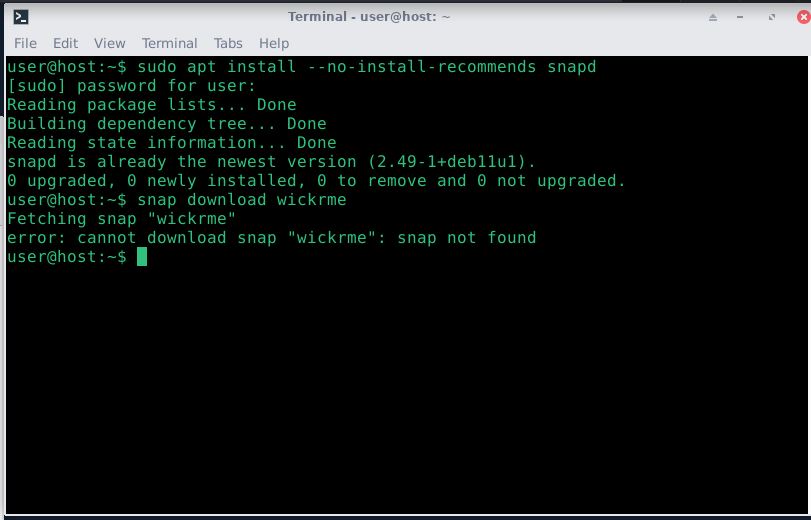 Terminal - user@host: ~
File Edit View Terminal Tabs Help
user@host:~$ sudo apt install --no-install-recommends snapd
[sudo] password for user:
Reading package lists... Done
Building dependency tree... Done
Reading state information... Done
snapd is already the newest version (2.49-1+deb11u1).
0 upgraded, 0 newly installed, 0 to remove and 0 not upgraded.
user@host:~$ snap download wickrme
Fetching snap "wickrme"
error: cannot download snap "wickrme": snap not found
user@host:~$